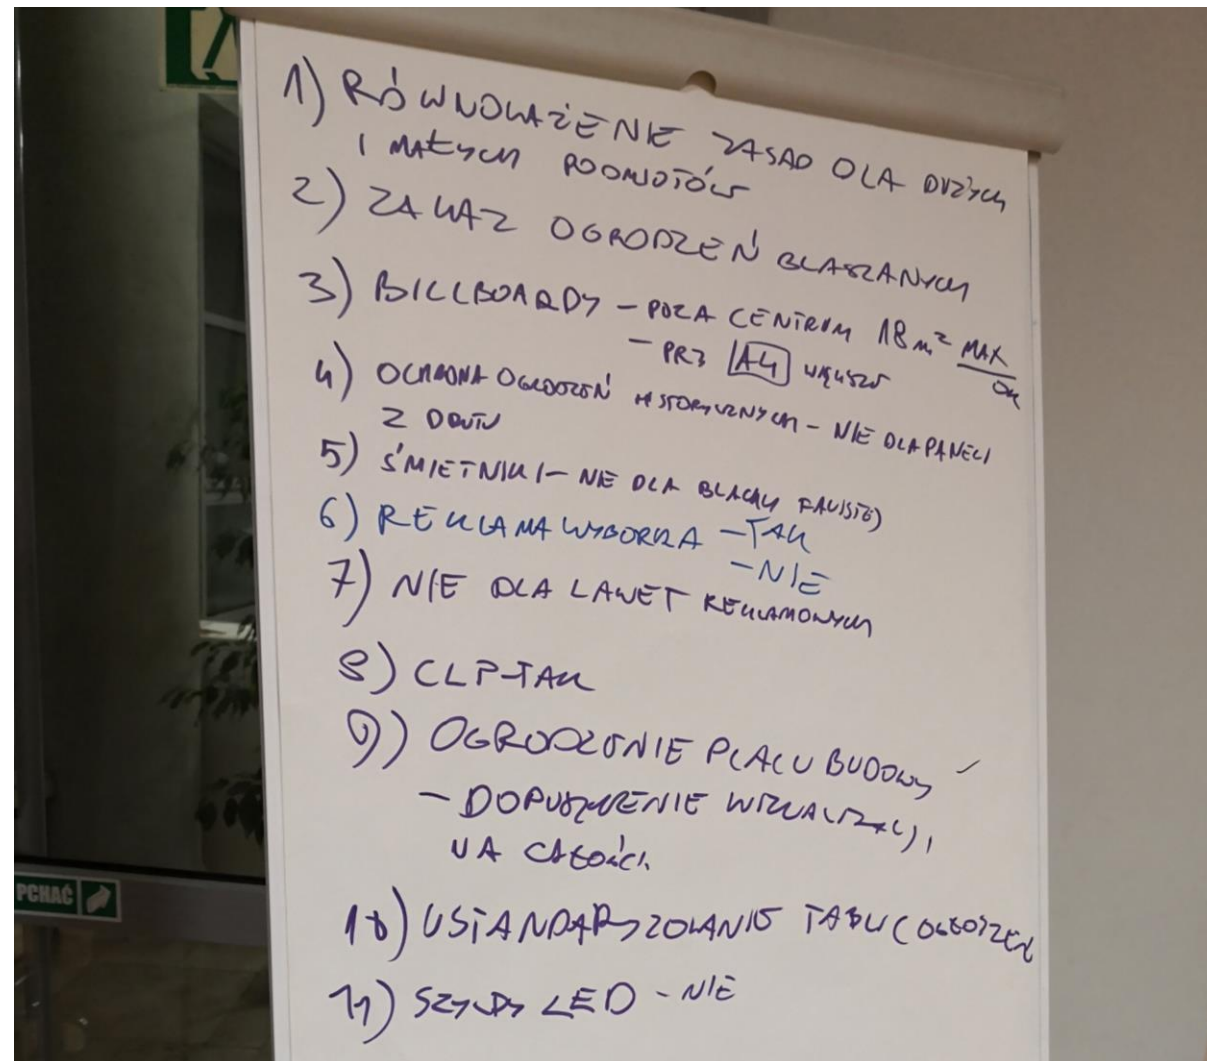 1) RÓWNOWAŻENIE ZASAD DLA DUŻYCH
I MAŁYCH PODMIOTÓW
2) ZAKAZ OGRODZEŃ BLASZANYCH
3) BILLBOARDY – POZA CENTRUM 18 m² MAX
– PRZ A4 OK
4) OCHRONA OGRODZEŃ HISTORYCZNYCH – NIE DLA PANELI
Z DRUTU
5) ŚMIETNIKI – NIE DLA BLACHY FALISTEJ
6) REKLAMA WYBORCZA – TAK
– NIE
7) NIE DLA LAWET REKLAMOWYCH
8) CLP – TAK
9) OGRODZENIE PLACU BUDOWY
– DOPUSZCZENIE WIZUALIZACJI
NA CAŁOŚCI
10) USTANDARYZOWANIE TABLIC OGŁOSZEŃ
11) SZYLDY LED – NIE
PCHAĆ